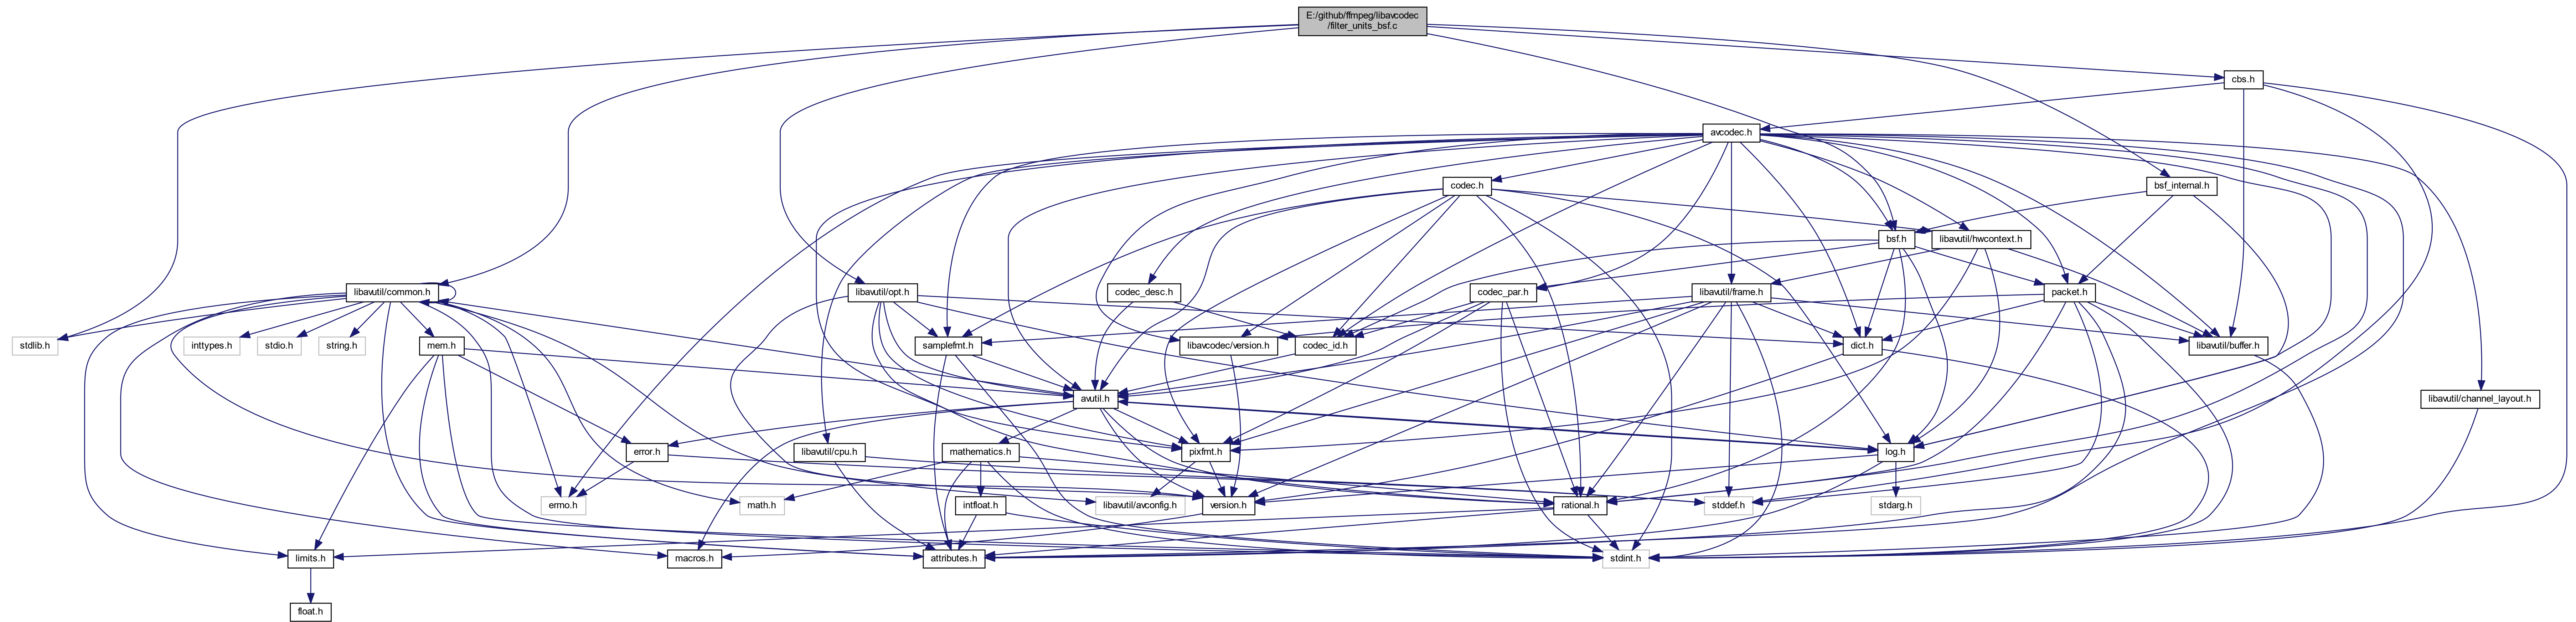 E:/github/ffmpeg/libavcodec
/filter_units_bsf.c
cbs.h
avcodec.h
codec.h
bsf_internal.h
bsf.h
libavutil/hwcontext.h
libavutil/common.h
libavutil/opt.h
codec_desc.h
codec_par.h
libavutil/frame.h
packet.h
stdlib.h
inttypes.h
stdio.h
string.h
mem.h
samplefmt.h
libavcodec/version.h
codec_id.h
dict.h
libavutil/buffer.h
avutil.h
libavutil/channel_layout.h
error.h
libavutil/cpu.h
mathematics.h
pixfmt.h
log.h
errno.h
math.h
intfloat.h
libavutil/avconfig.h
version.h
rational.h
stddef.h
stdarg.h
limits.h
macros.h
attributes.h
stdint.h
float.h